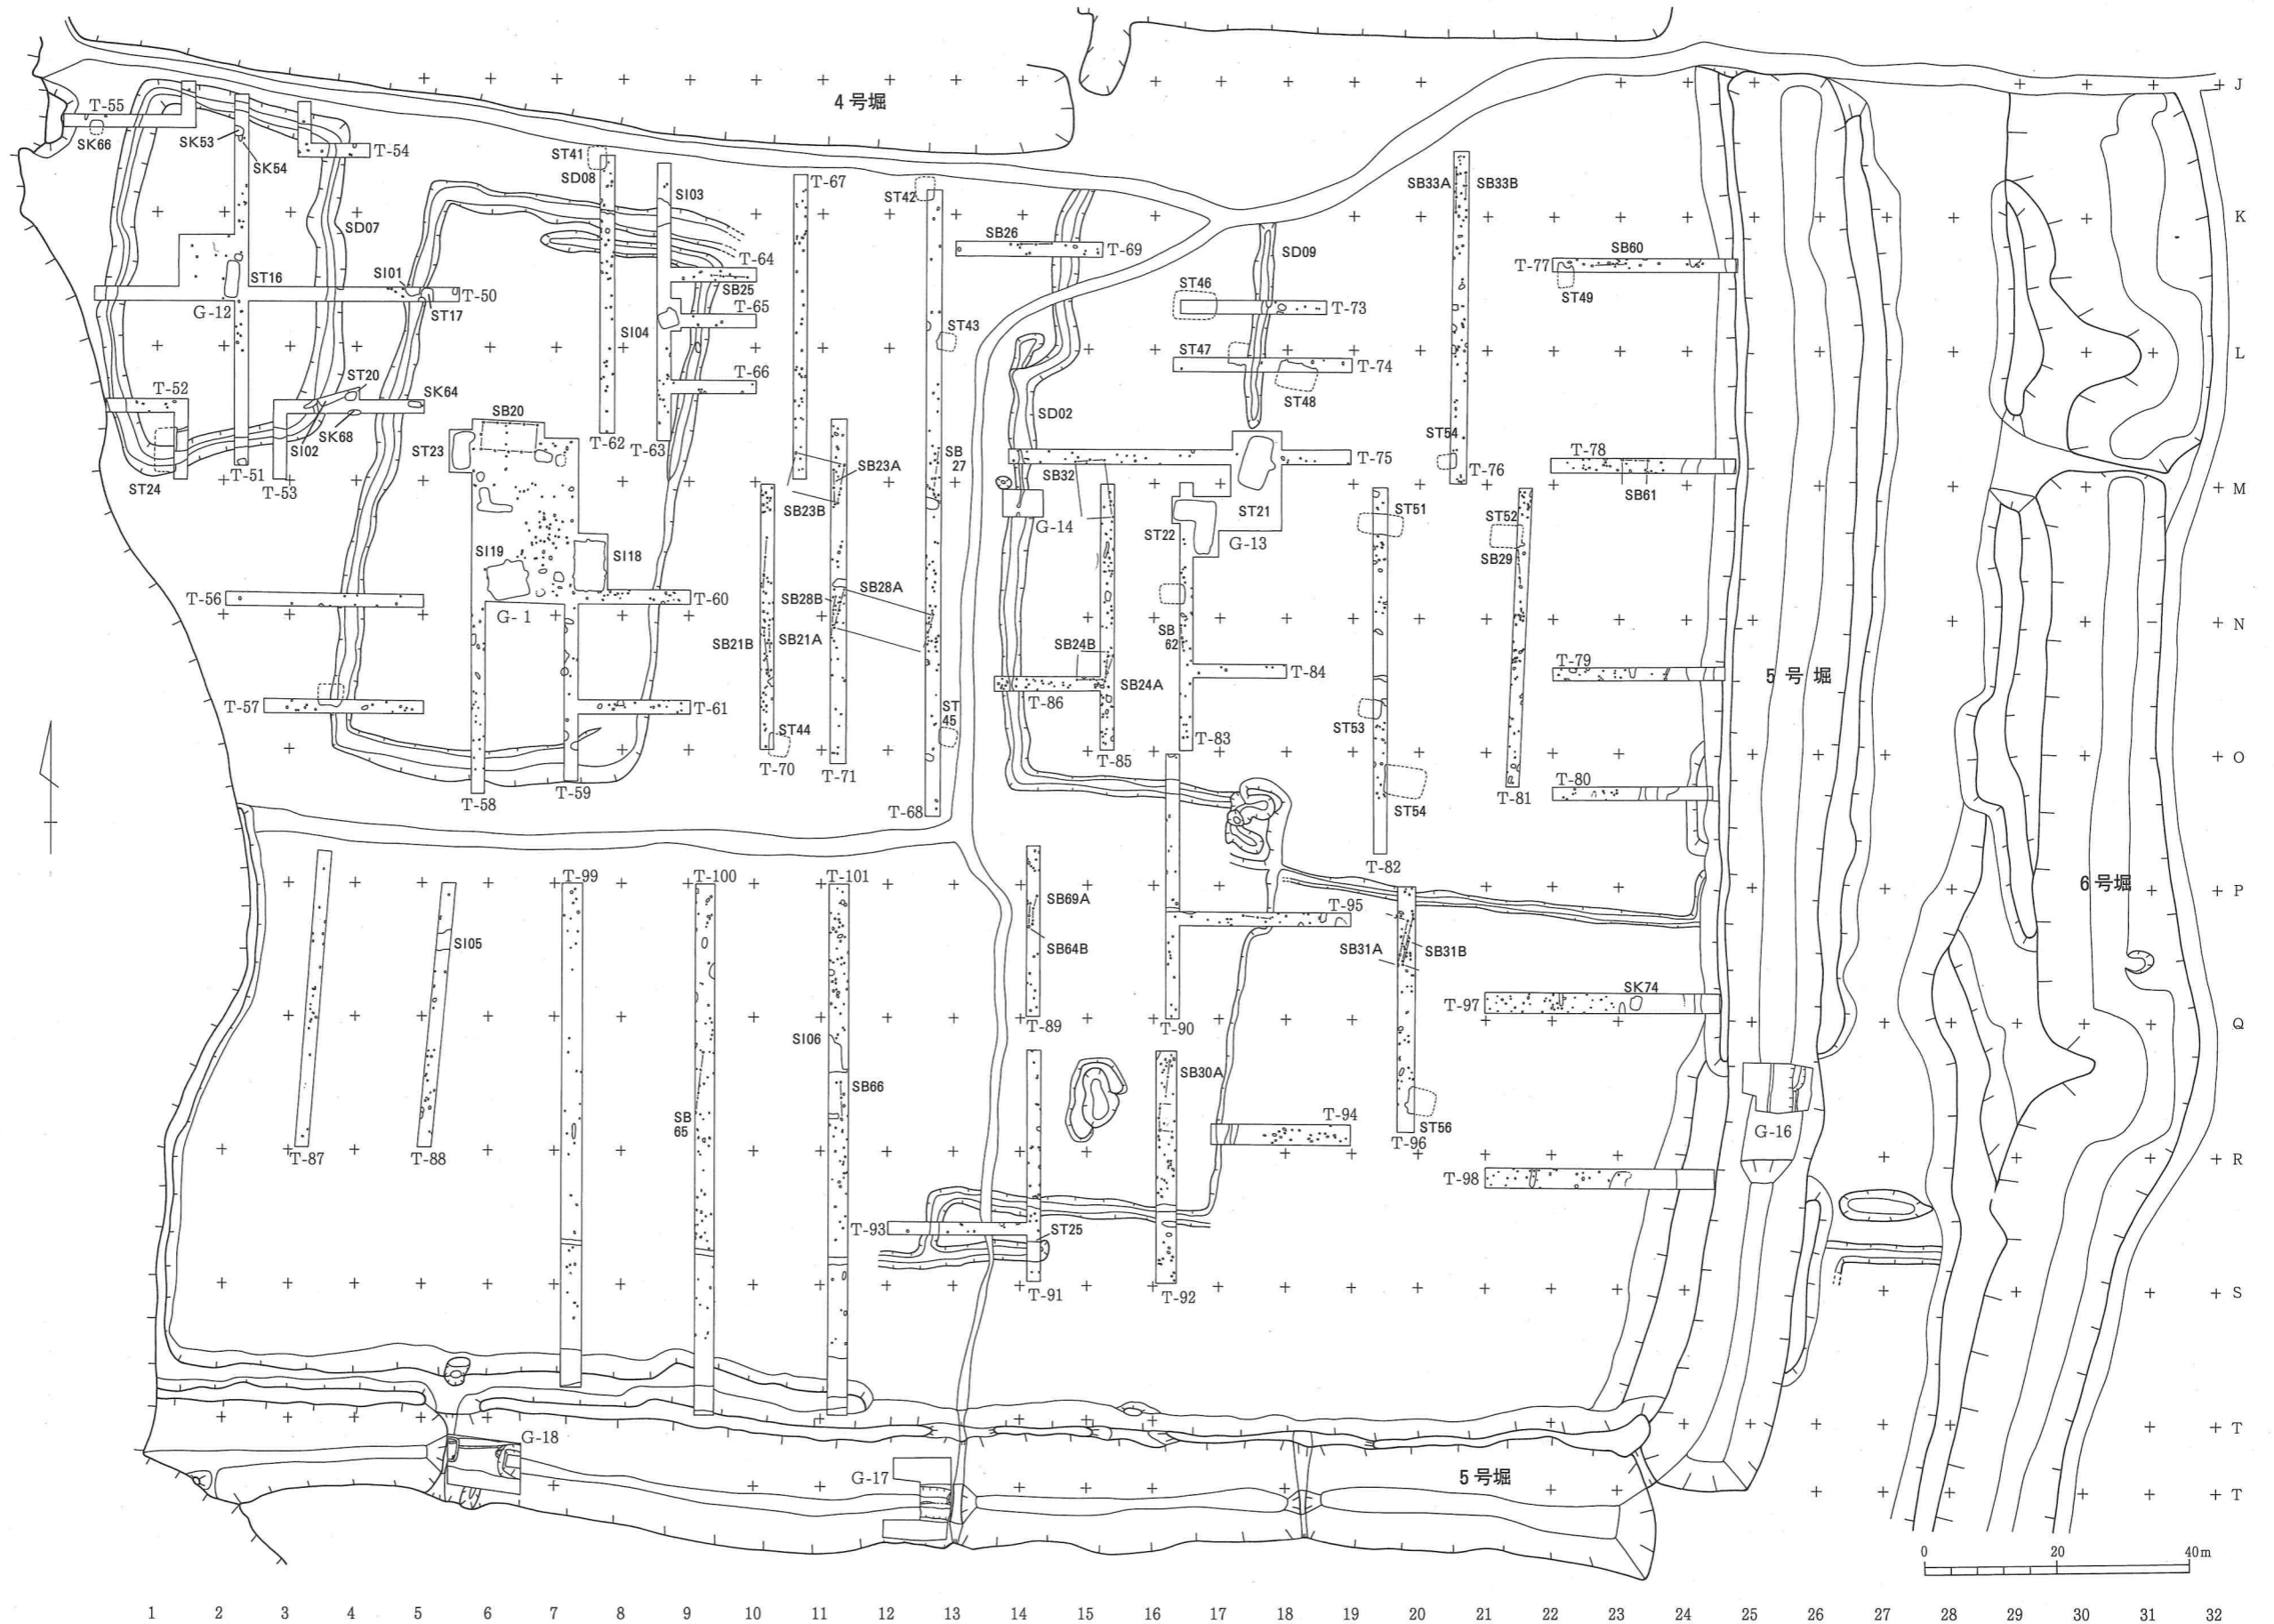 4号堀
J
T-55
SK66
SK53
SK54
T-54
ST41
SD08
SI03
T-67
ST42
SB33A
SB33B
K
SD07
SB26
T-69
SD09
SB60
T-77
ST49
T-64
SB25
SI01
ST16
T-50
ST17
G-12
T-65
SI04
ST43
ST46
T-73
L
ST47
T-74
ST48
T-66
T-52
ST20
SK64
SK68
SI02
SB20
ST23
T-62
T-63
SD02
ST54
T-76
T-78
SB61
T-75
SB23A
SB
27
SB32
ST24
T-51
T-53
M
SB23B
G-14
ST22
ST21
G-13
ST51
ST52
SB29
SI19
SI18
T-56
G-1
T-60
SB28B
SB28A
N
SB21B
SB21A
SB24B
SB
62
T-84
T-79
5号堀
SB24A
T-86
T-57
T-61
ST
45
ST53
ST44
T-83
O
T-70
T-71
T-85
T-80
T-58
T-59
T-68
T-81
ST54
T-82
T-99
T-100
T-101
6号堀
P
SB69A
T-95
SI05
SB64B
SB31A
SB31B
SK74
T-97
T-89
T-90
Q
SI06
SB30A
SB66
SB
65
T-94
ST56
T-96
G-16
T-87
T-88
R
T-98
T-93
ST25
T-91
T-92
S
T
G-18
G-17
5号堀
T
0 20 40m
1 2 3 4 5 6 7 8 9 10 11 12 13 14 15 16 17 18 19 20 21 22 23 24 25 26 27 28 29 30 31 32